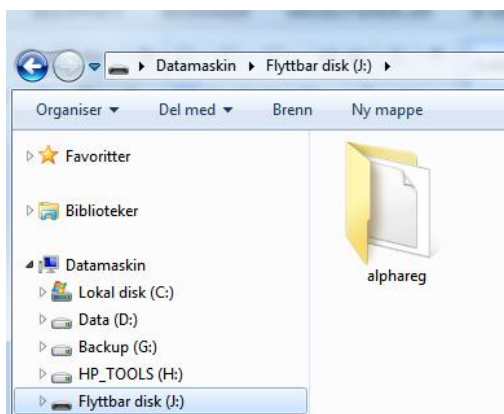 Datamaskin Flyttbar disk (J:)
Organiser Del med Brenn Ny mappe
Favoritter
Biblioteker
Datamaskin
Lokal disk (C:)
Data (D:)
Backup (G:)
HP_TOOLS (H:)
Flyttbar disk (J:)
alphareg